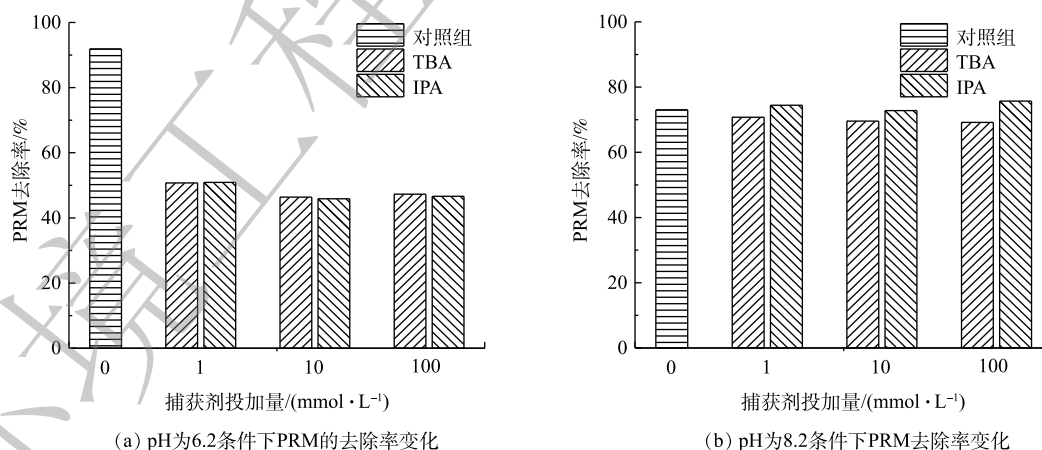 100
80
60
40
20
0
PRM去除率/%
对照组
TBA
IPA
0 1 10 100
捕获剂投加量/(mmol·L⁻¹)
(a) pH为6.2条件下PRM的去除率变化
100
80
60
40
20
0
PRM去除率/%
对照组
TBA
IPA
0 1 10 100
捕获剂投加量/(mmol·L⁻¹)
(b) pH为8.2条件下PRM去除率变化
境工程